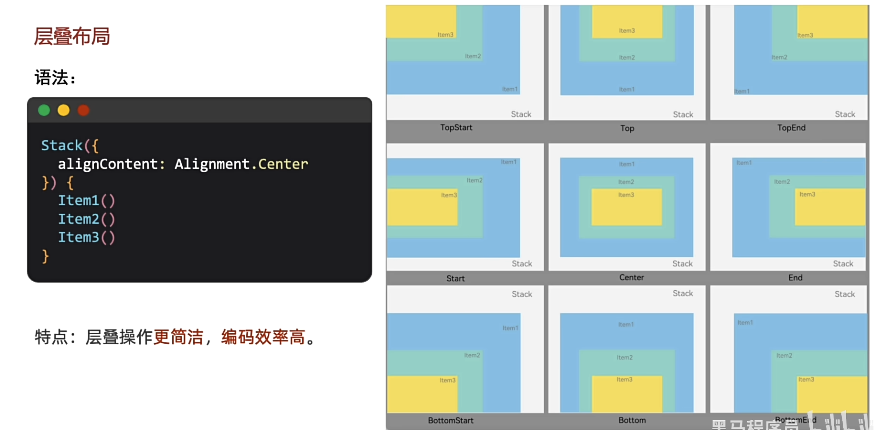 层叠布局
语法：
Stack({
alignContent: Alignment.Center
}) {
Item1()
Item2()
Item3()
}
特点：层叠操作更简洁，编码效率高。
Item3
Item2
Item1
Stack
TopStart
Item3
Item2
Item1
Stack
Top
Item3
Item2
Item1
Stack
TopEnd
Item1
Item2
Item3
Stack
Start
Item1
Item2
Item3
Stack
Center
Item1
Item2
Item3
Stack
End
Stack
Item1
Item2
Item3
BottomStart
Stack
Item1
Item2
Item3
Bottom
Stack
Item1
Item2
Item3
BottomEnd
黑马程序员 bilibili